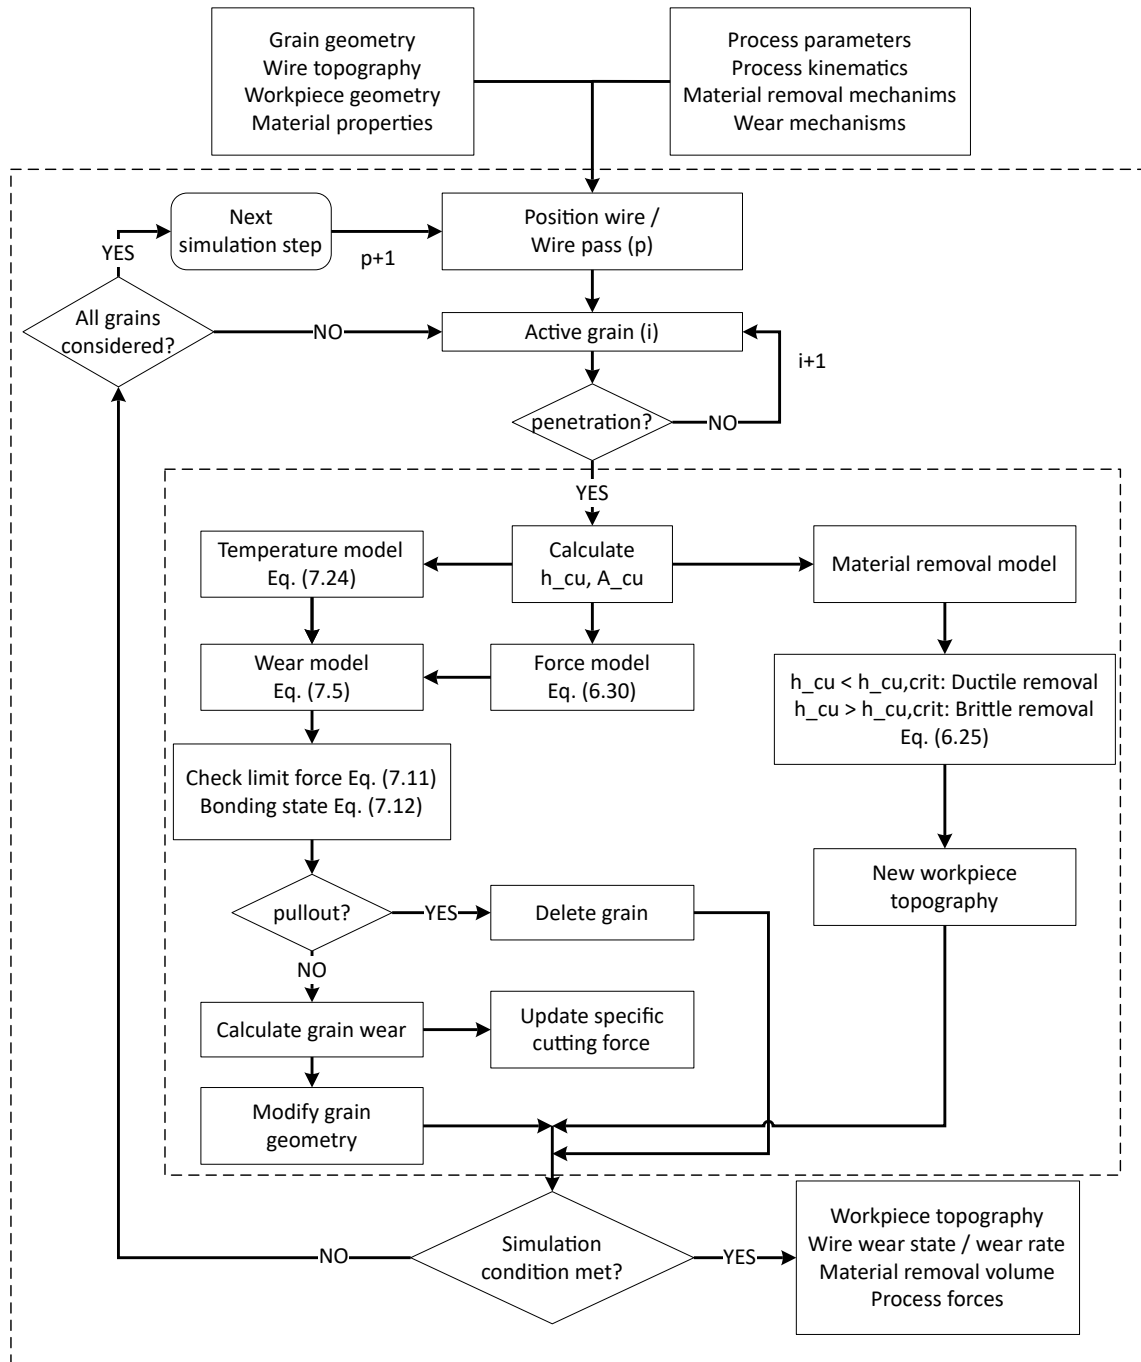 Grain geometry
Wire topography
Workpiece geometry
Material properties
Process parameters
Process kinematics
Material removal mechanims
Wear mechanisms
Next
simulation step
YES
p+1
Position wire /
Wire pass (p)
All grains
considered?
NO
Active grain (i)
i+1
penetration?
NO
YES
Temperature model
Eq. (7.24)
Calculate
h_cu, A_cu
Material removal model
Wear model
Eq. (7.5)
Force model
Eq. (6.30)
h_cu < h_cu,crit: Ductile removal
h_cu > h_cu,crit: Brittle removal
Eq. (6.25)
Check limit force Eq. (7.11)
Bonding state Eq. (7.12)
New workpiece
topography
pullout?
YES
Delete grain
NO
Calculate grain wear
Update specific
cutting force
Modify grain
geometry
Simulation
condition met?
NO
YES
Workpiece topography
Wire wear state / wear rate
Material removal volume
Process forces